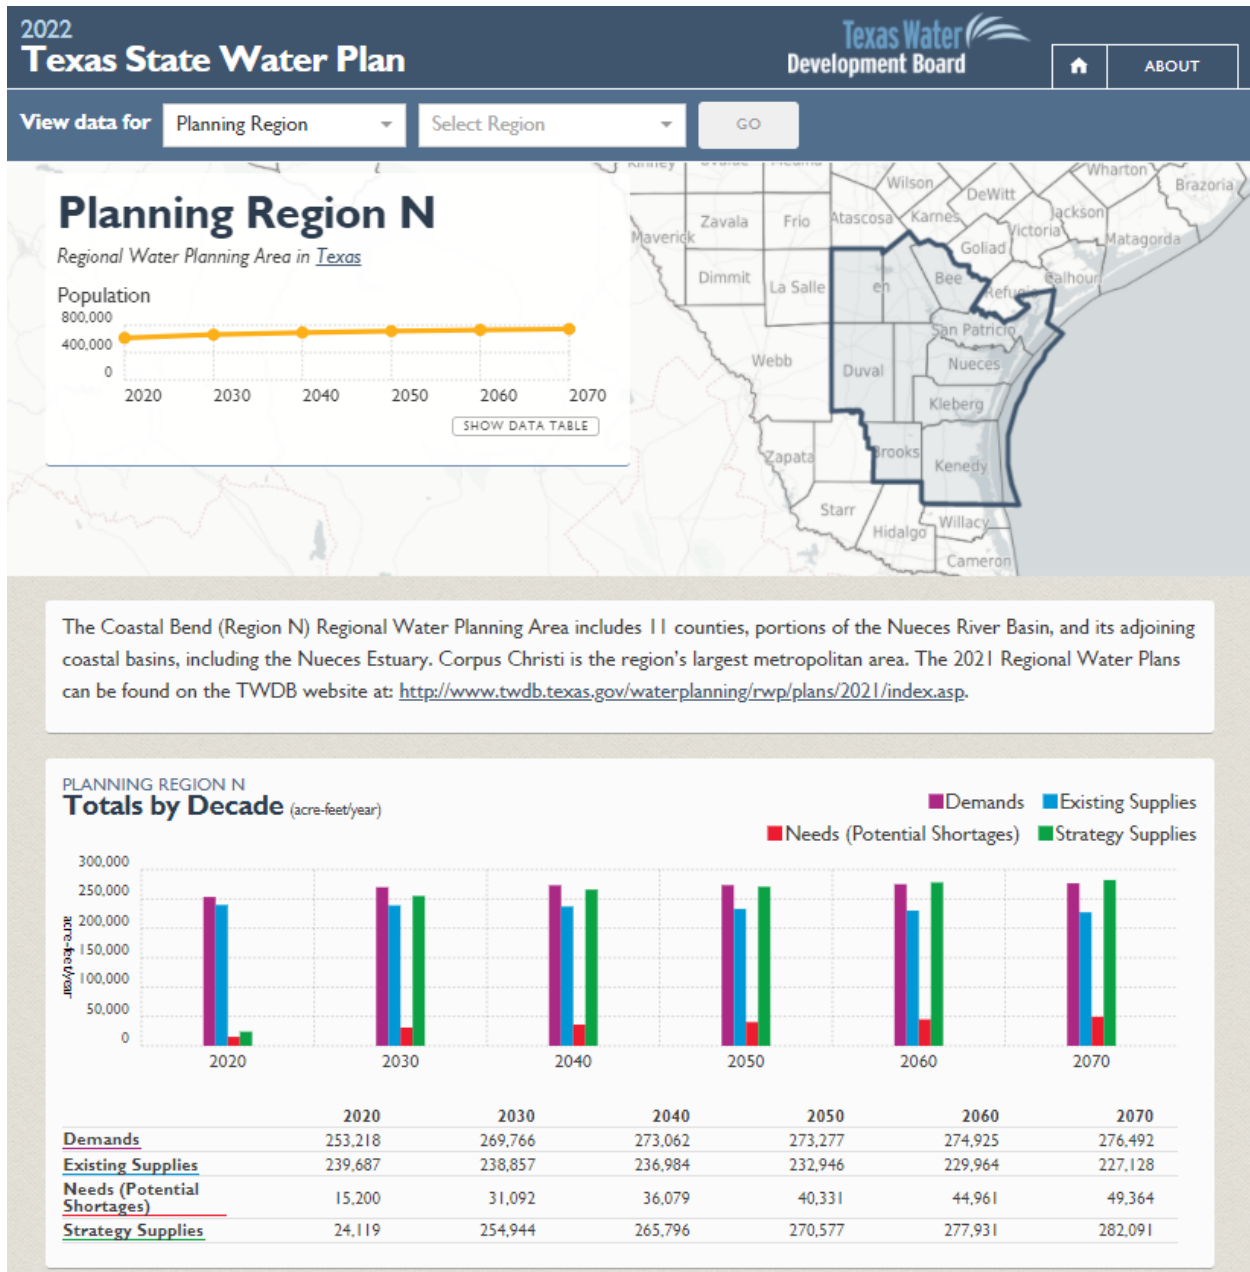 2022
Texas State Water Plan
Texas Water
Development Board
ABOUT
View data for
Planning Region
Select Region
GO
Planning Region N
Regional Water Planning Area in Texas
Population
800,000
400,000
0
2020 2030 2040 2050 2060 2070
SHOW DATA TABLE
Wilson
DeWitt
Wharton
Brazoria
Zavala
Frio
Atascosa
Karnes
Jackson
Victoria
Maverick
Goliad
Matagorda
Dimmit
La Salle
en
Bee
Refugio
Calhoun
San Patricio
Webb
Duval
Nueces
Kleberg
Zapata
Brooks
Kenedy
Starr
Hidalgo
Willacy
Cameron
The Coastal Bend (Region N) Regional Water Planning Area includes 11 counties, portions of the Nueces River Basin, and its adjoining
coastal basins, including the Nueces Estuary. Corpus Christi is the region's largest metropolitan area. The 2021 Regional Water Plans
can be found on the TWDB website at: http://www.twdb.texas.gov/waterplanning/rwp/plans/2021/index.asp.
PLANNING REGION N
Totals by Decade (acre-feet/year)
Demands Existing Supplies
Needs (Potential Shortages) Strategy Supplies
acre-feet/year
300,000
250,000
200,000
150,000
100,000
50,000
0
2020 2030 2040 2050 2060 2070
2020 2030 2040 2050 2060 2070
Demands 253,218 269,766 273,062 273,277 274,925 276,492
Existing Supplies 239,687 238,857 236,984 232,946 229,964 227,128
Needs (Potential
Shortages) 15,200 31,092 36,079 40,331 44,961 49,364
Strategy Supplies 24,119 254,944 265,796 270,577 277,931 282,091